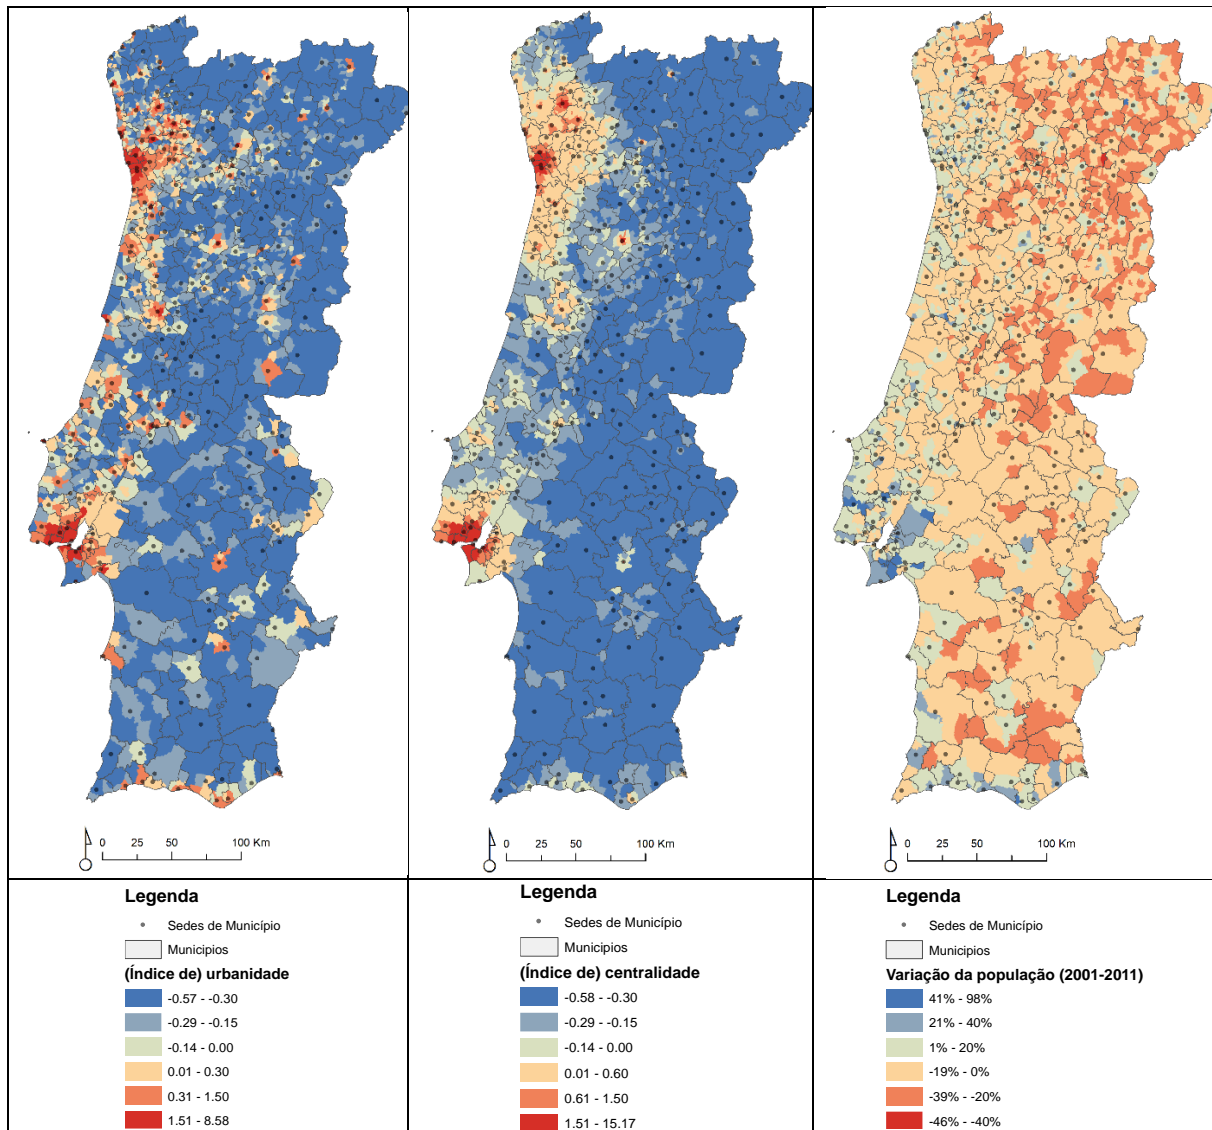 0 25 50 100 Km
0 25 50 100 Km
0 25 50 100 Km
Legenda
Sedes de Município
Municipios
(Índice de) urbanidade
-0.57 - -0.30
-0.29 - -0.15
-0.14 - 0.00
0.01 - 0.30
0.31 - 1.50
1.51 - 8.58
Legenda
Sedes de Município
Municipios
(Índice de) centralidade
-0.58 - -0.30
-0.29 - -0.15
-0.14 - 0.00
0.01 - 0.60
0.61 - 1.50
1.51 - 15.17
Legenda
Sedes de Município
Municipios
Variação da população (2001-2011)
41% - 98%
21% - 40%
1% - 20%
-19% - 0%
-39% - -20%
-46% - -40%